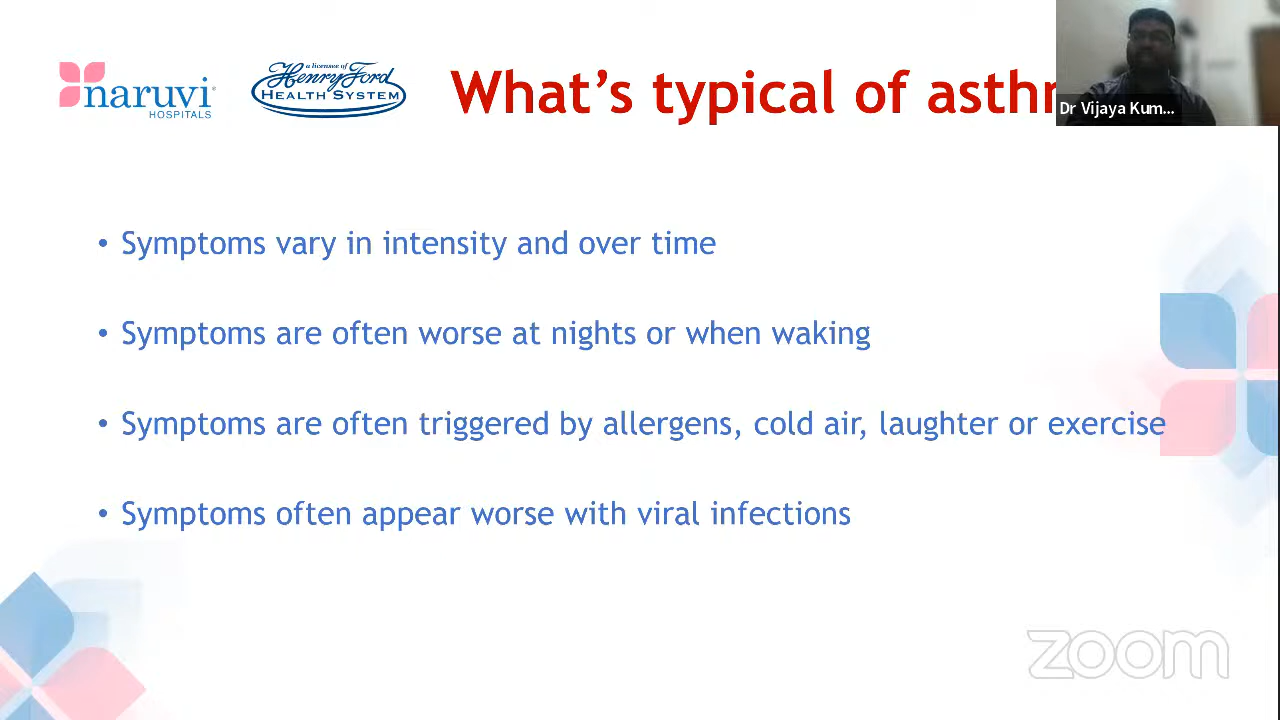 naruvi
HOSPITALS
a licensee of
Henry Ford
HEALTH SYSTEM
What's typical of asth
Dr Vijaya Kum...
• Symptoms vary in intensity and over time
• Symptoms are often worse at nights or when waking
• Symptoms are often triggered by allergens, cold air, laughter or exercise
• Symptoms often appear worse with viral infections
zoom